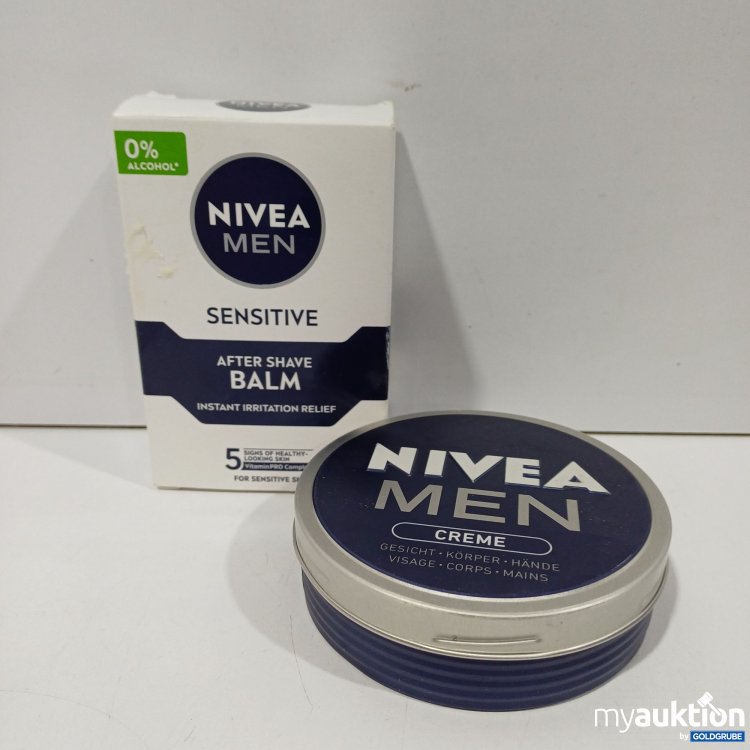 0%
ALCOHOL*
NIVEA
MEN
SENSITIVE
AFTER SHAVE
BALM
INSTANT IRRITATION RELIEF
5 SIGNS OF HEALTHY-
LOOKING SKIN
VitaminPRO
FOR SENSITIVE
NIVEA
MEN
CREME
GESICHT • KÖRPER • HÄNDE
VISAGE • CORPS • MAINS
myauktion
by GOLDGRUBE